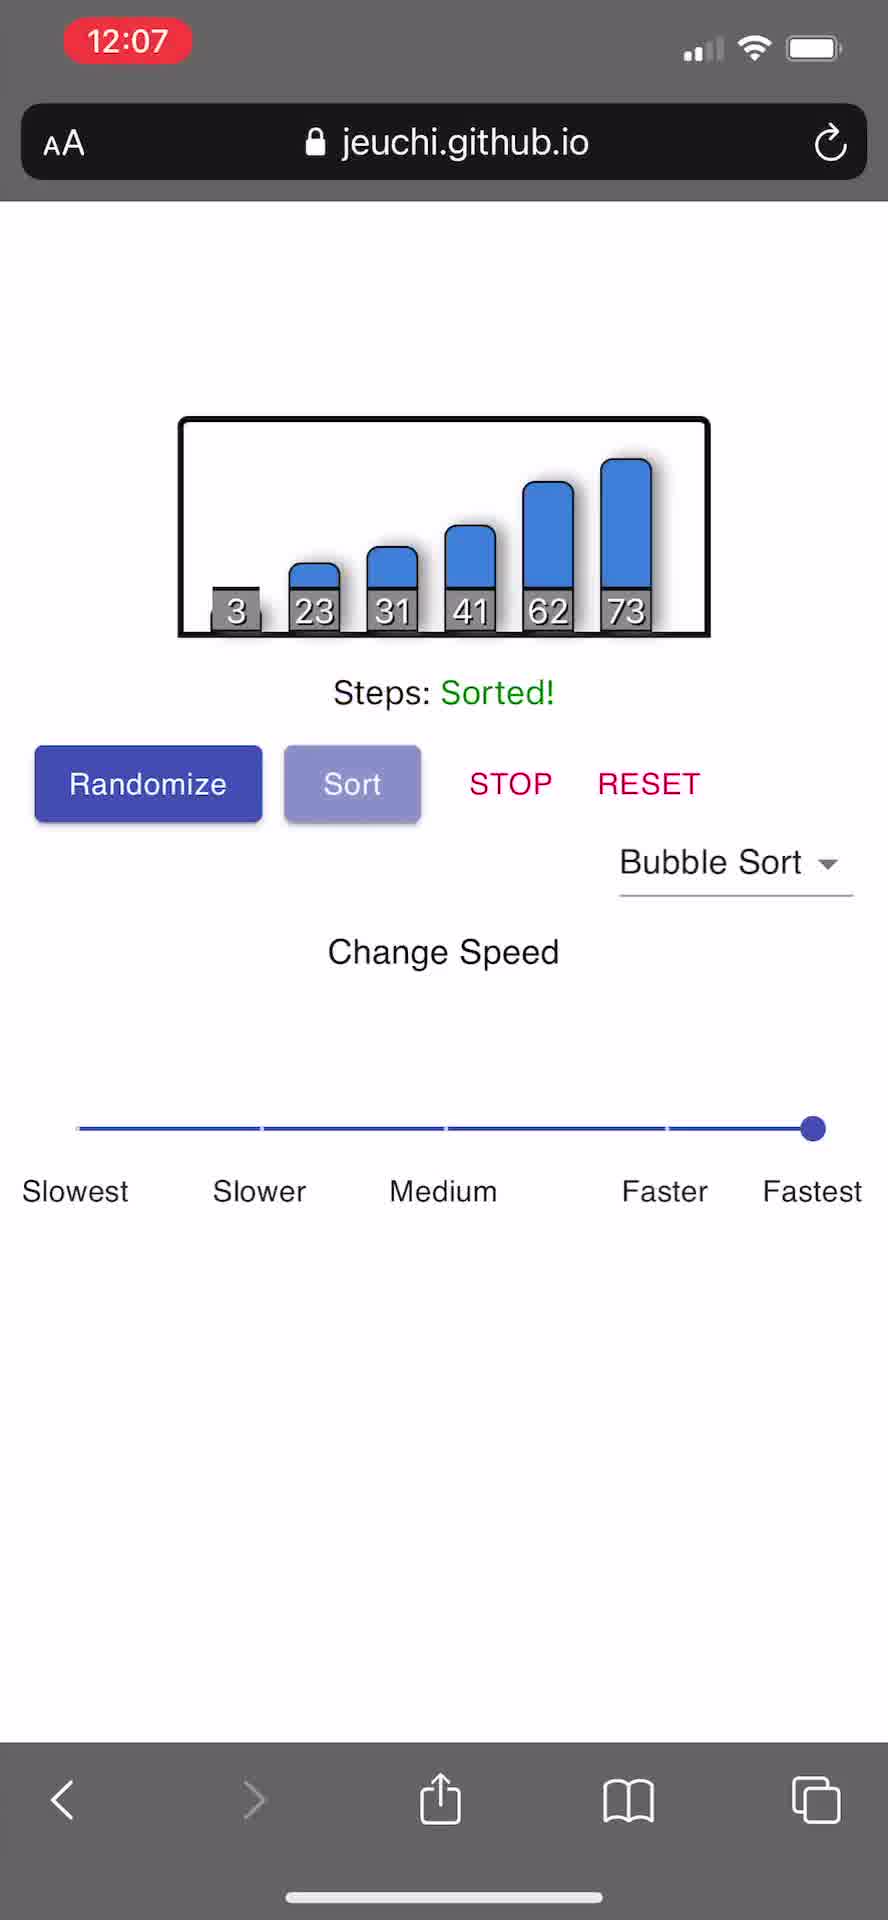 12:07
AA jeuchi.github.io
3 23 31 41 62 73
Steps: Sorted!
Randomize Sort STOP RESET
Bubble Sort
Change Speed
Slowest Slower Medium Faster Fastest